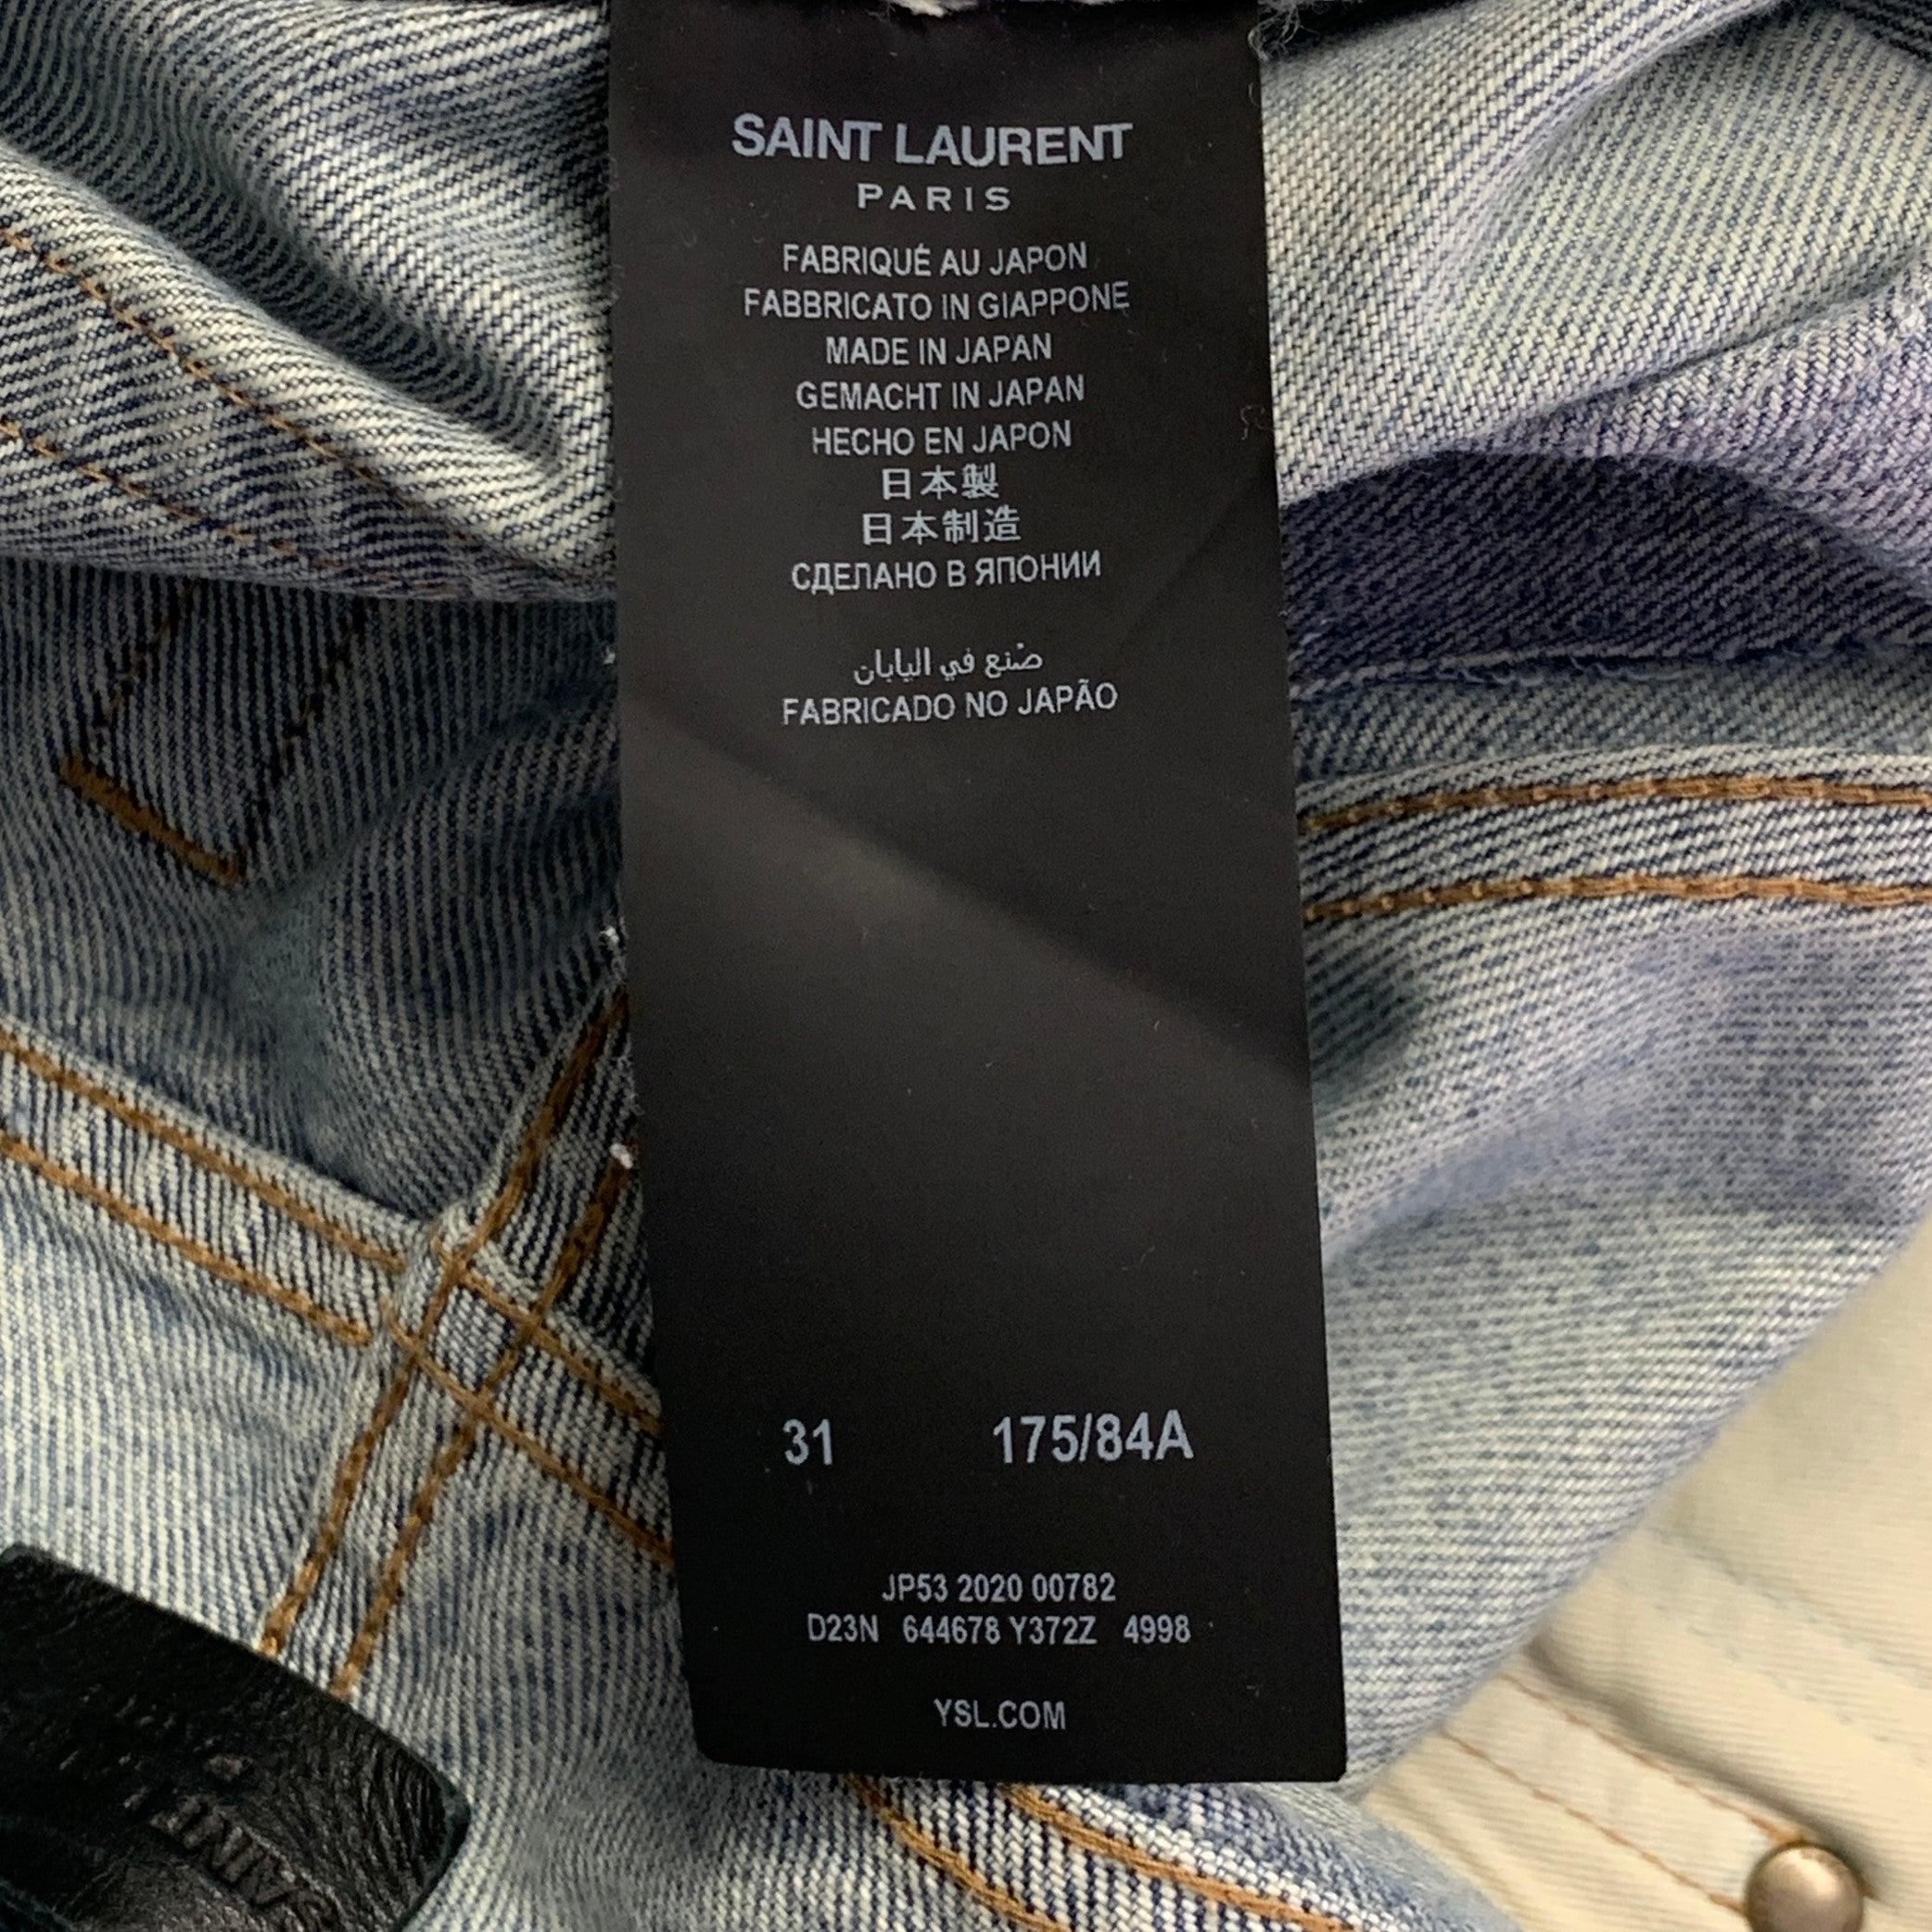 SAINT LAURENT
PARIS
FABRIQUÉ AU JAPON
FABBRICATO IN GIAPPONE
MADE IN JAPAN
GEMACHT IN JAPAN
HECHO EN JAPON
日本製
日本制造
СДЕЛАНО В ЯПОНИИ
صُنع في اليابان
FABRICADO NO JAPÃO
31 175/84A
JP53 2020 00782
D23N 644678 Y372Z 4998
YSL.COM
SAINT